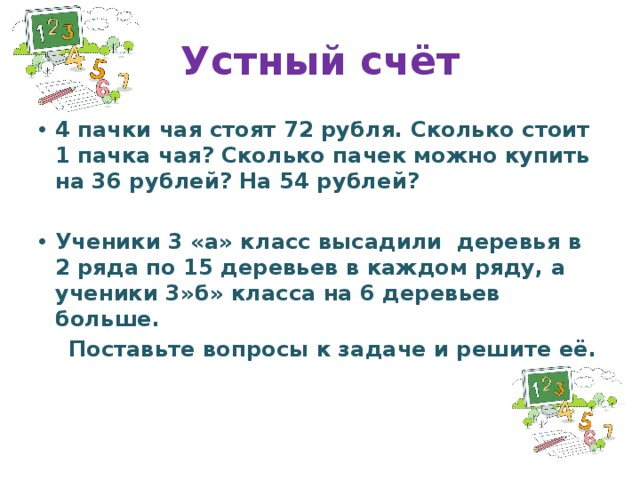 Устный счёт
• 4 пачки чая стоят 72 рубля. Сколько стоит
1 пачка чая? Сколько пачек можно купить
на 36 рублей? На 54 рублей?
• Ученики 3 «а» класс высадили  деревья в
2 ряда по 15 деревьев в каждом ряду, а
ученики 3»б» класса на 6 деревьев
больше.
Поставьте вопросы к задаче и решите её.